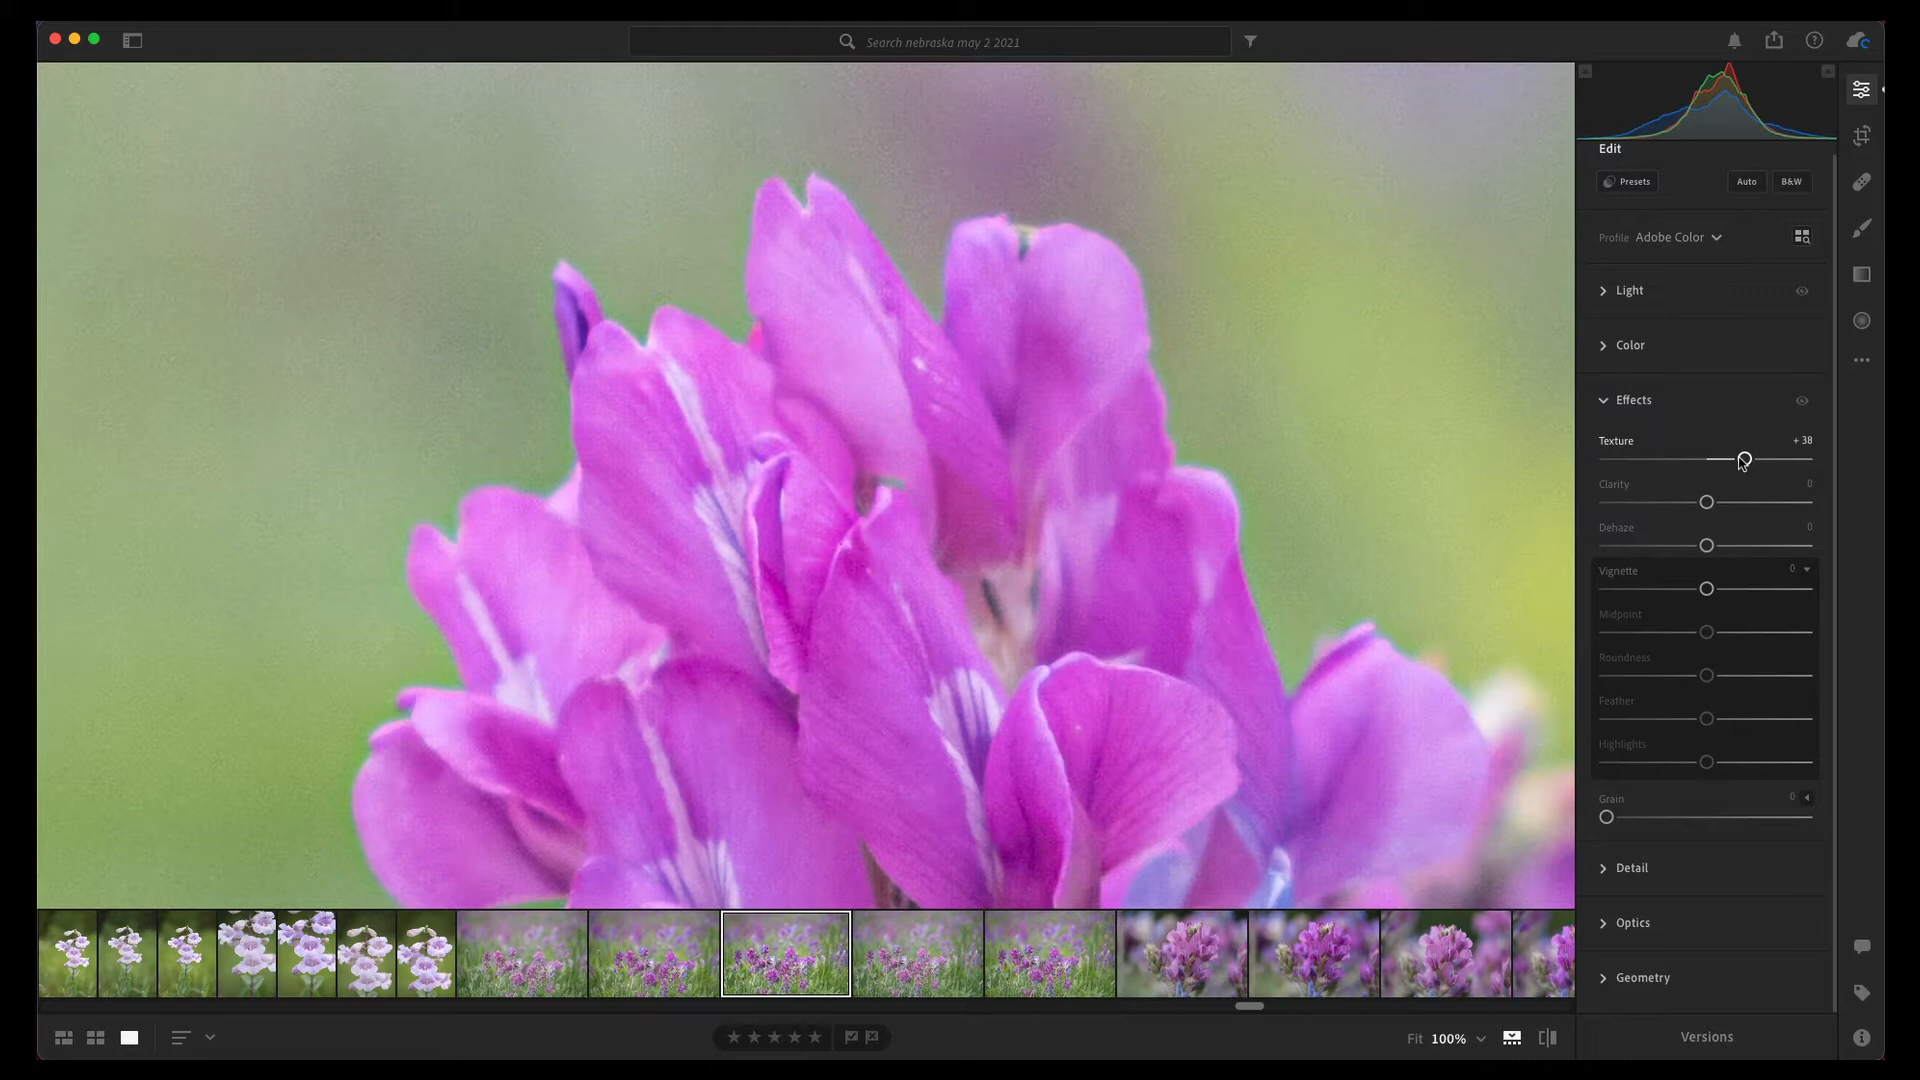 Search nebraska may 2 2021
Edit
Presets
Auto
B&W
Profile Adobe Color
Light
Color
Effects
Texture + 38
Clarity 0
Dehaze 0
Vignette 0
Midpoint
Roundness
Feather
Highlights
Grain 0
Detail
Optics
Geometry
Fit 100%
Versions